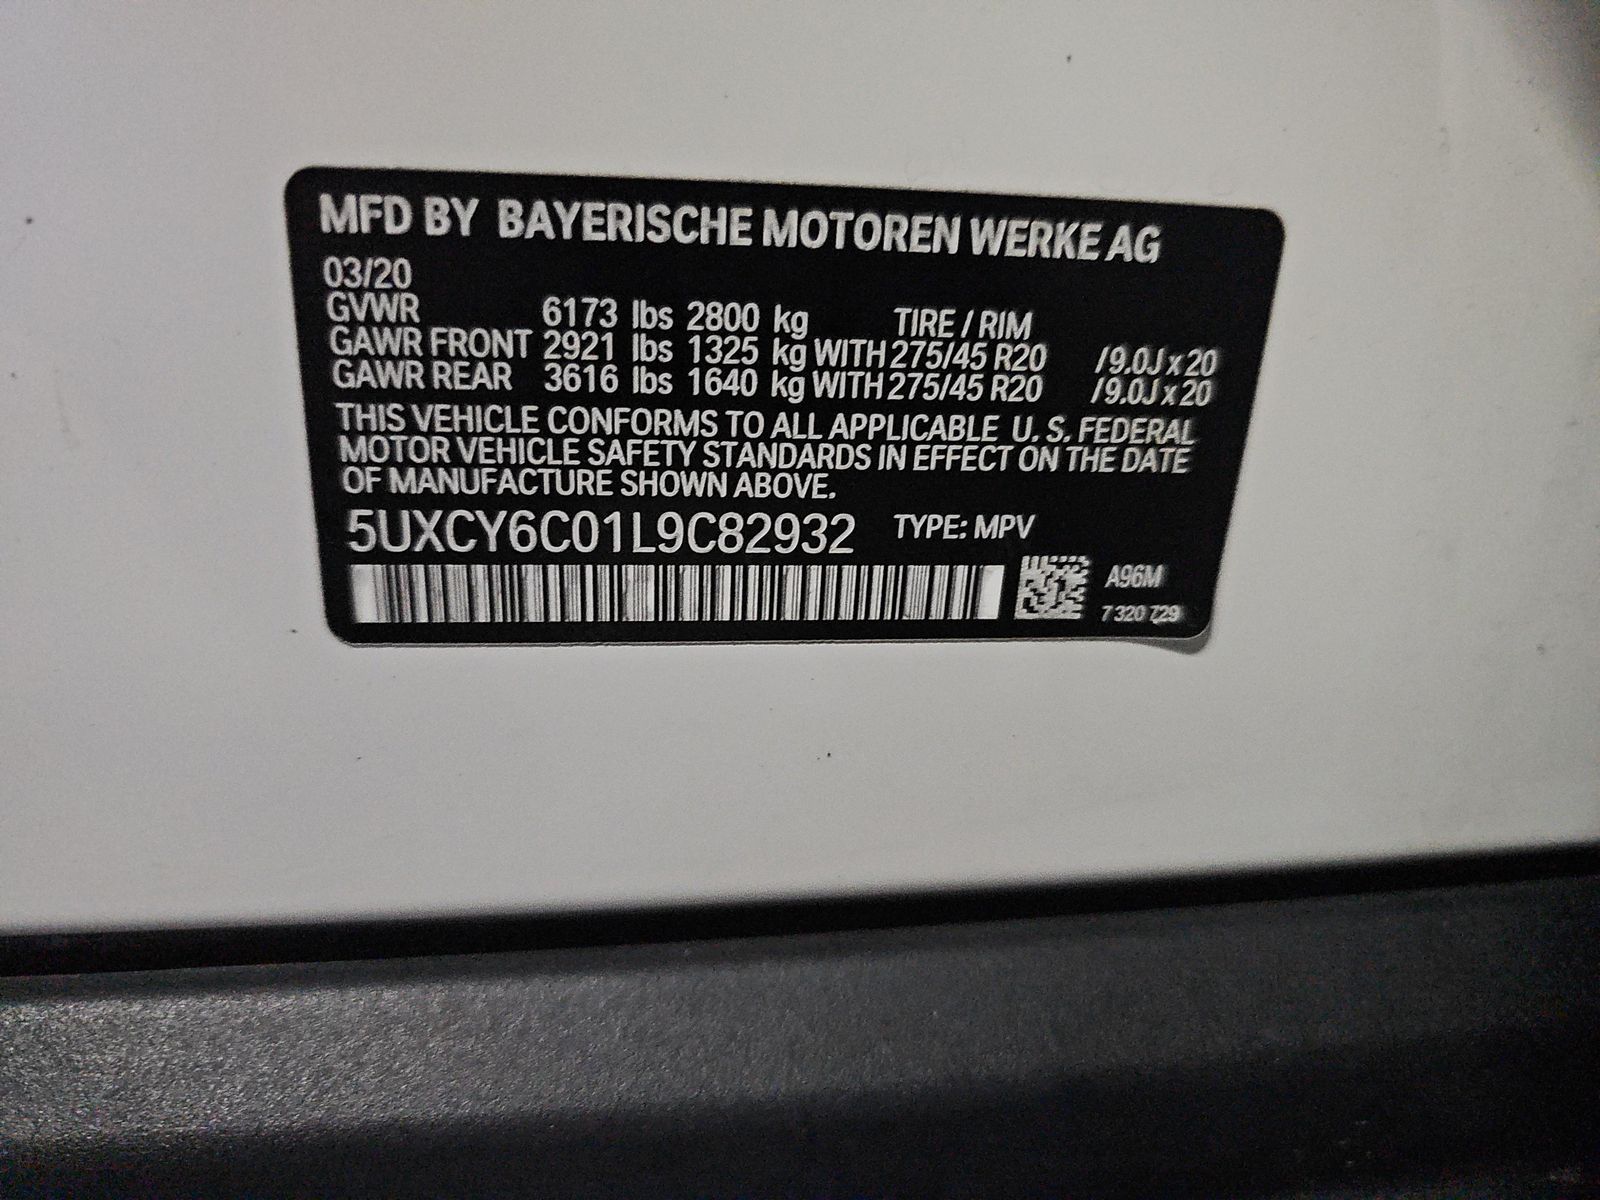 MFD BY BAYERISCHE MOTOREN WERKE AG
03/20
GVWR 6173 lbs 2800 kg TIRE / RIM
GAWR FRONT 2921 lbs 1325 kg WITH 275/45 R20 /9.0J x 20
GAWR REAR 3616 lbs 1640 kg WITH 275/45 R20 /9.0J x 20
THIS VEHICLE CONFORMS TO ALL APPLICABLE U. S. FEDERAL
MOTOR VEHICLE SAFETY STANDARDS IN EFFECT ON THE DATE
OF MANUFACTURE SHOWN ABOVE.
5UXCY6C01L9C82932 TYPE: MPV
A96M
7 320 729